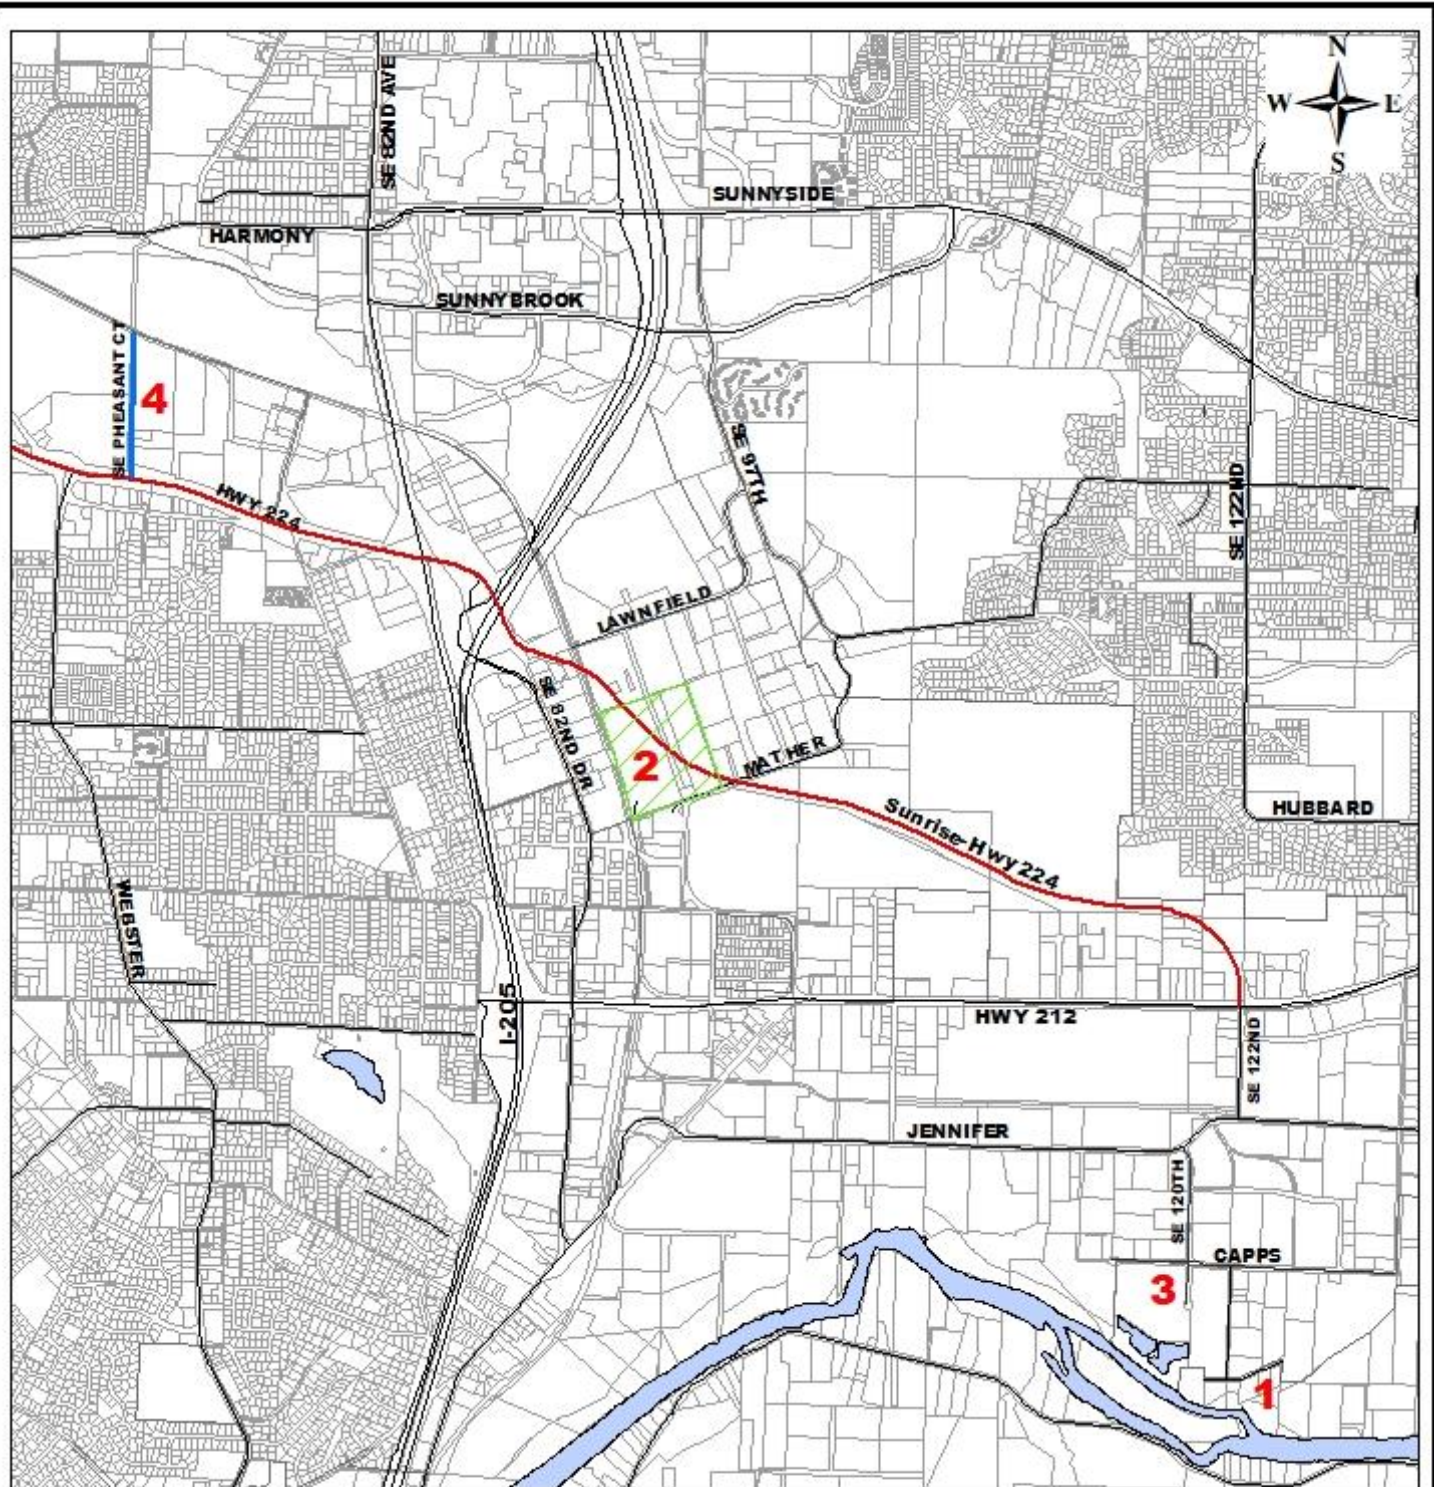 N
W E
S
SE 82ND AVE
SUNNYSIDE
HARMONY
SUNNYBROOK
SE PHEASANT CT
4
HWY 224
SE 97TH
SE 122ND
LAWNFIELD
SE 82ND DR
2
MATHER
HUBBARD
Sunrise-Hwy 224
WEBSTER
I-205
HWY 212
SE 122ND
JENNIFER
SE 120TH
CAPPS
3
1